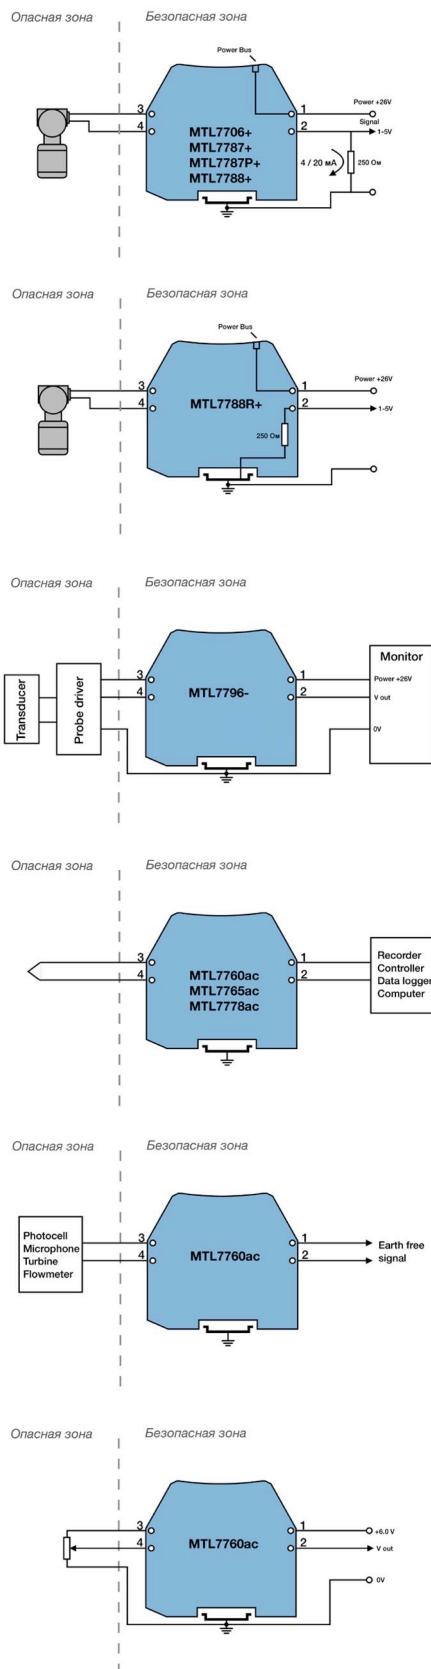 Опасная зона Безопасная зона
Power Bus
3 1 Power +26V
4 2 Signal
1-5V
MTL7706+
MTL7787+
MTL7787P+
MTL7788+
4 / 20 мА 250 Ом
Опасная зона Безопасная зона
Power Bus
3 1 Power +26V
4 2 1-5V
MTL7788R+
250 Ом
Опасная зона Безопасная зона
Transducer
Probe driver
3 1
4 2
MTL7796-
Monitor
Power +26V
V out
0V
Опасная зона Безопасная зона
3 1
4 2
MTL7760ac
MTL7765ac
MTL7778ac
Recorder
Controller
Data logger
Computer
Опасная зона Безопасная зона
Photocell
Microphone
Turbine
Flowmeter
3 1
4 2
MTL7760ac
Earth free
signal
Опасная зона Безопасная зона
3 1 +6.0 V
4 2 V out
MTL7760ac
0V